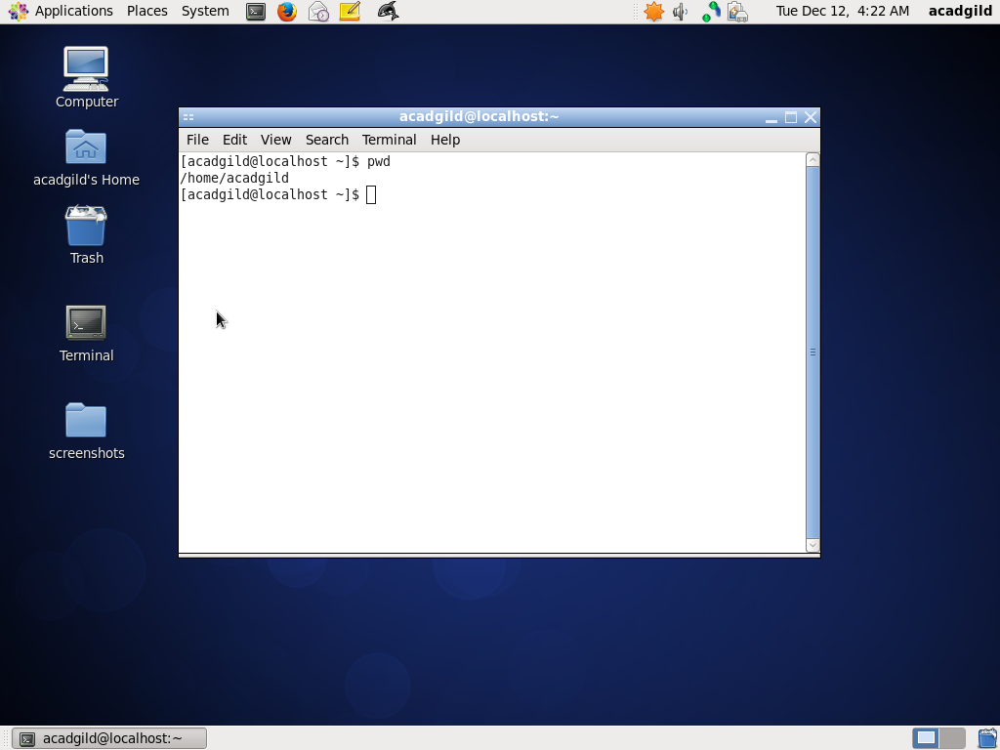 Applications Places System Tue Dec 12, 4:22 AM acadgild
Computer
acadgild's Home
Trash
Terminal
screenshots
acadgild@localhost:~
File Edit View Search Terminal Help
[acadgild@localhost ~]$ pwd
/home/acadgild
[acadgild@localhost ~]$
acadgild@localhost:~